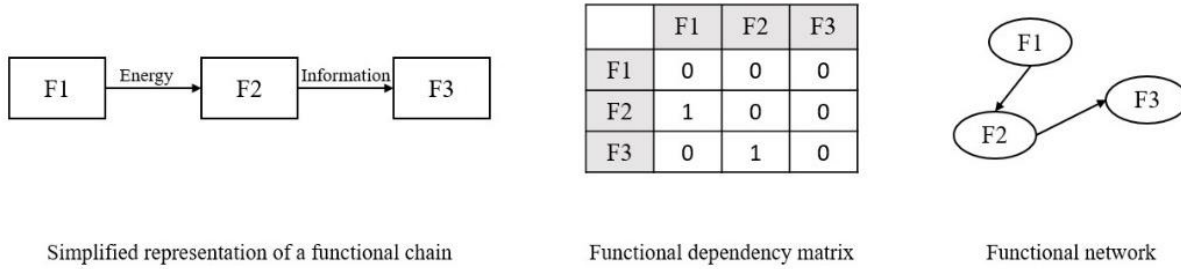 F1 Energy F2 Information F3
F1 F2 F3
F1 0 0 0
F2 1 0 0
F3 0 1 0
F1
F3
F2
Simplified representation of a functional chain
Functional dependency matrix
Functional network